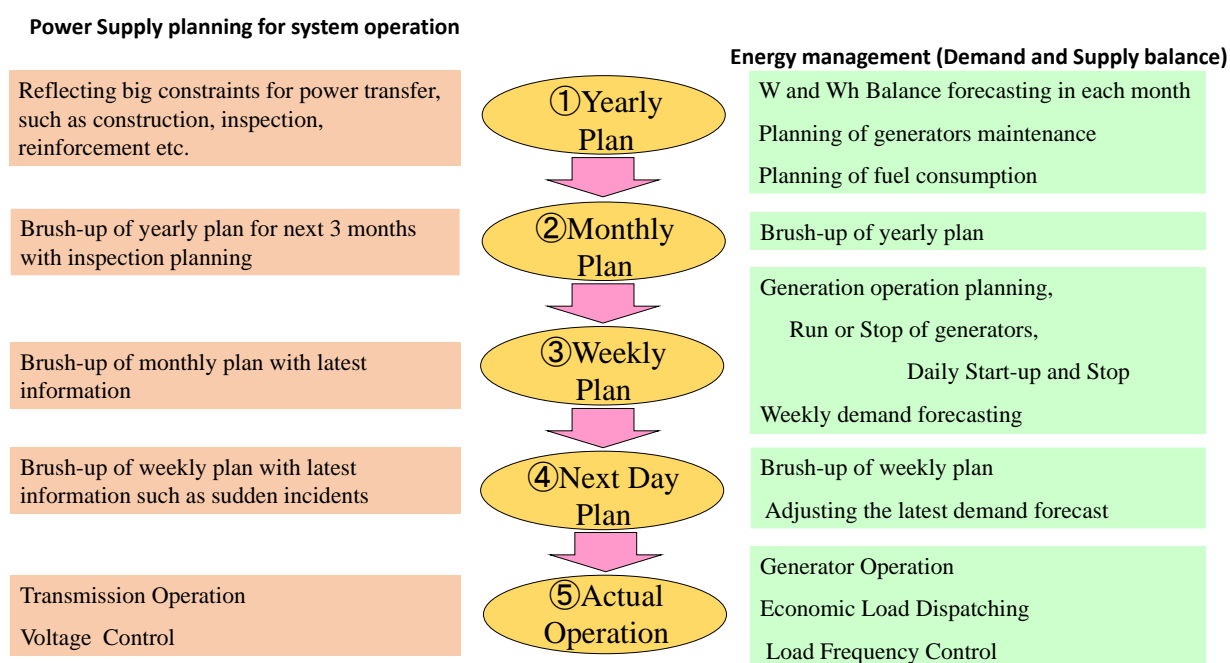 Power Supply planning for system operation
Energy management (Demand and Supply balance)
Reflecting big constraints for power transfer,
such as construction, inspection,
reinforcement etc.
①Yearly
Plan
W and Wh Balance forecasting in each month
Planning of generators maintenance
Planning of fuel consumption
Brush-up of yearly plan for next 3 months
with inspection planning
②Monthly
Plan
Brush-up of yearly plan
Brush-up of monthly plan with latest
information
③Weekly
Plan
Generation operation planning,
Run or Stop of generators,
Daily Start-up and Stop
Weekly demand forecasting
Brush-up of weekly plan with latest
information such as sudden incidents
④Next Day
Plan
Brush-up of weekly plan
Adjusting the latest demand forecast
Transmission Operation
Voltage Control
⑤Actual
Operation
Generator Operation
Economic Load Dispatching
Load Frequency Control